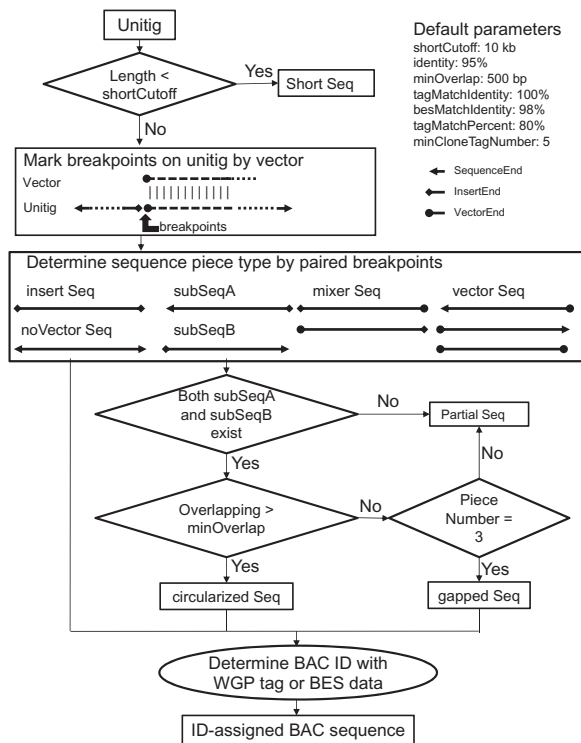 Unitig
Default parameters
shortCutoff: 10 kb
identity: 95%
minOverlap: 500 bp
tagMatchIdentity: 100%
besMatchIdentity: 98%
tagMatchPercent: 80%
minCloneTagNumber: 5
SequenceEnd
InsertEnd
VectorEnd
Length <
shortCutoff
Yes
Short Seq
No
Mark breakpoints on unitig by vector
Vector
Unitig
breakpoints
Determine sequence piece type by paired breakpoints
insert Seq
subSeqA
mixer Seq
vector Seq
noVector Seq
subSeqB
Both subSeqA
and subSeqB
exist
No
Partial Seq
Yes
No
Overlapping >
minOverlap
No
Piece
Number =
3
Yes
Yes
circularized Seq
gapped Seq
Determine BAC ID with
WGP tag or BES data
ID-assigned BAC sequence